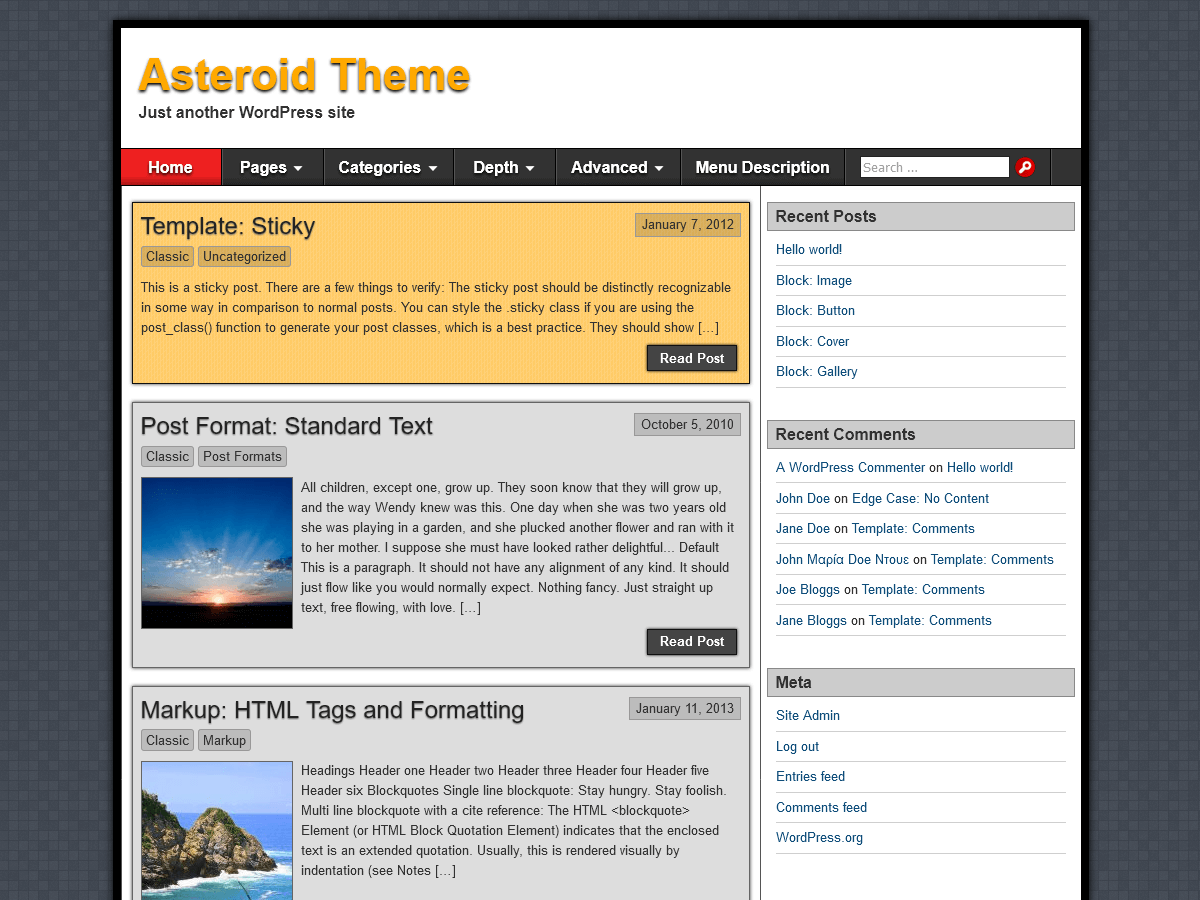 Asteroid Theme
Just another WordPress site
Home Pages Categories Depth Advanced Menu Description Search ...
Template: Sticky
January 7, 2012
Classic Uncategorized
This is a sticky post. There are a few things to verify: The sticky post should be distinctly recognizable
in some way in comparison to normal posts. You can style the .sticky class if you are using the
post_class() function to generate your post classes, which is a best practice. They should show […]
Read Post
Post Format: Standard Text
October 5, 2010
Classic Post Formats
All children, except one, grow up. They soon know that they will grow up,
and the way Wendy knew was this. One day when she was two years old
she was playing in a garden, and she plucked another flower and ran with it
to her mother. I suppose she must have looked rather delightful... Default
This is a paragraph. It should not have any alignment of any kind. It should
just flow like you would normally expect. Nothing fancy. Just straight up
text, free flowing, with love. […]
Read Post
Markup: HTML Tags and Formatting
January 11, 2013
Classic Markup
Headings Header one Header two Header three Header four Header five
Header six Blockquotes Single line blockquote: Stay hungry. Stay foolish.
Multi line blockquote with a cite reference: The HTML <blockquote>
Element (or HTML Block Quotation Element) indicates that the enclosed
text is an extended quotation. Usually, this is rendered visually by
indentation (see Notes […]
Recent Posts
Hello world!
Block: Image
Block: Button
Block: Cover
Block: Gallery
Recent Comments
A WordPress Commenter on Hello world!
John Doe on Edge Case: No Content
Jane Doe on Template: Comments
John Μαρία Doe Ντουε on Template: Comments
Joe Bloggs on Template: Comments
Jane Bloggs on Template: Comments
Meta
Site Admin
Log out
Entries feed
Comments feed
WordPress.org